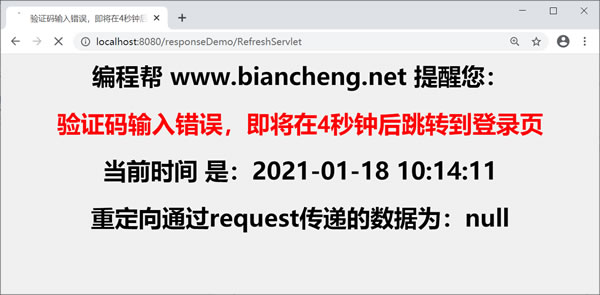 验证码输入错误，即将在4秒钟后
localhost:8080/responseDemo/RefreshServlet
编程帮 www.biancheng.net 提醒您：
验证码输入错误，即将在4秒钟后跳转到登录页
当前时间 是：2021-01-18 10:14:11
重定向通过request传递的数据为：null